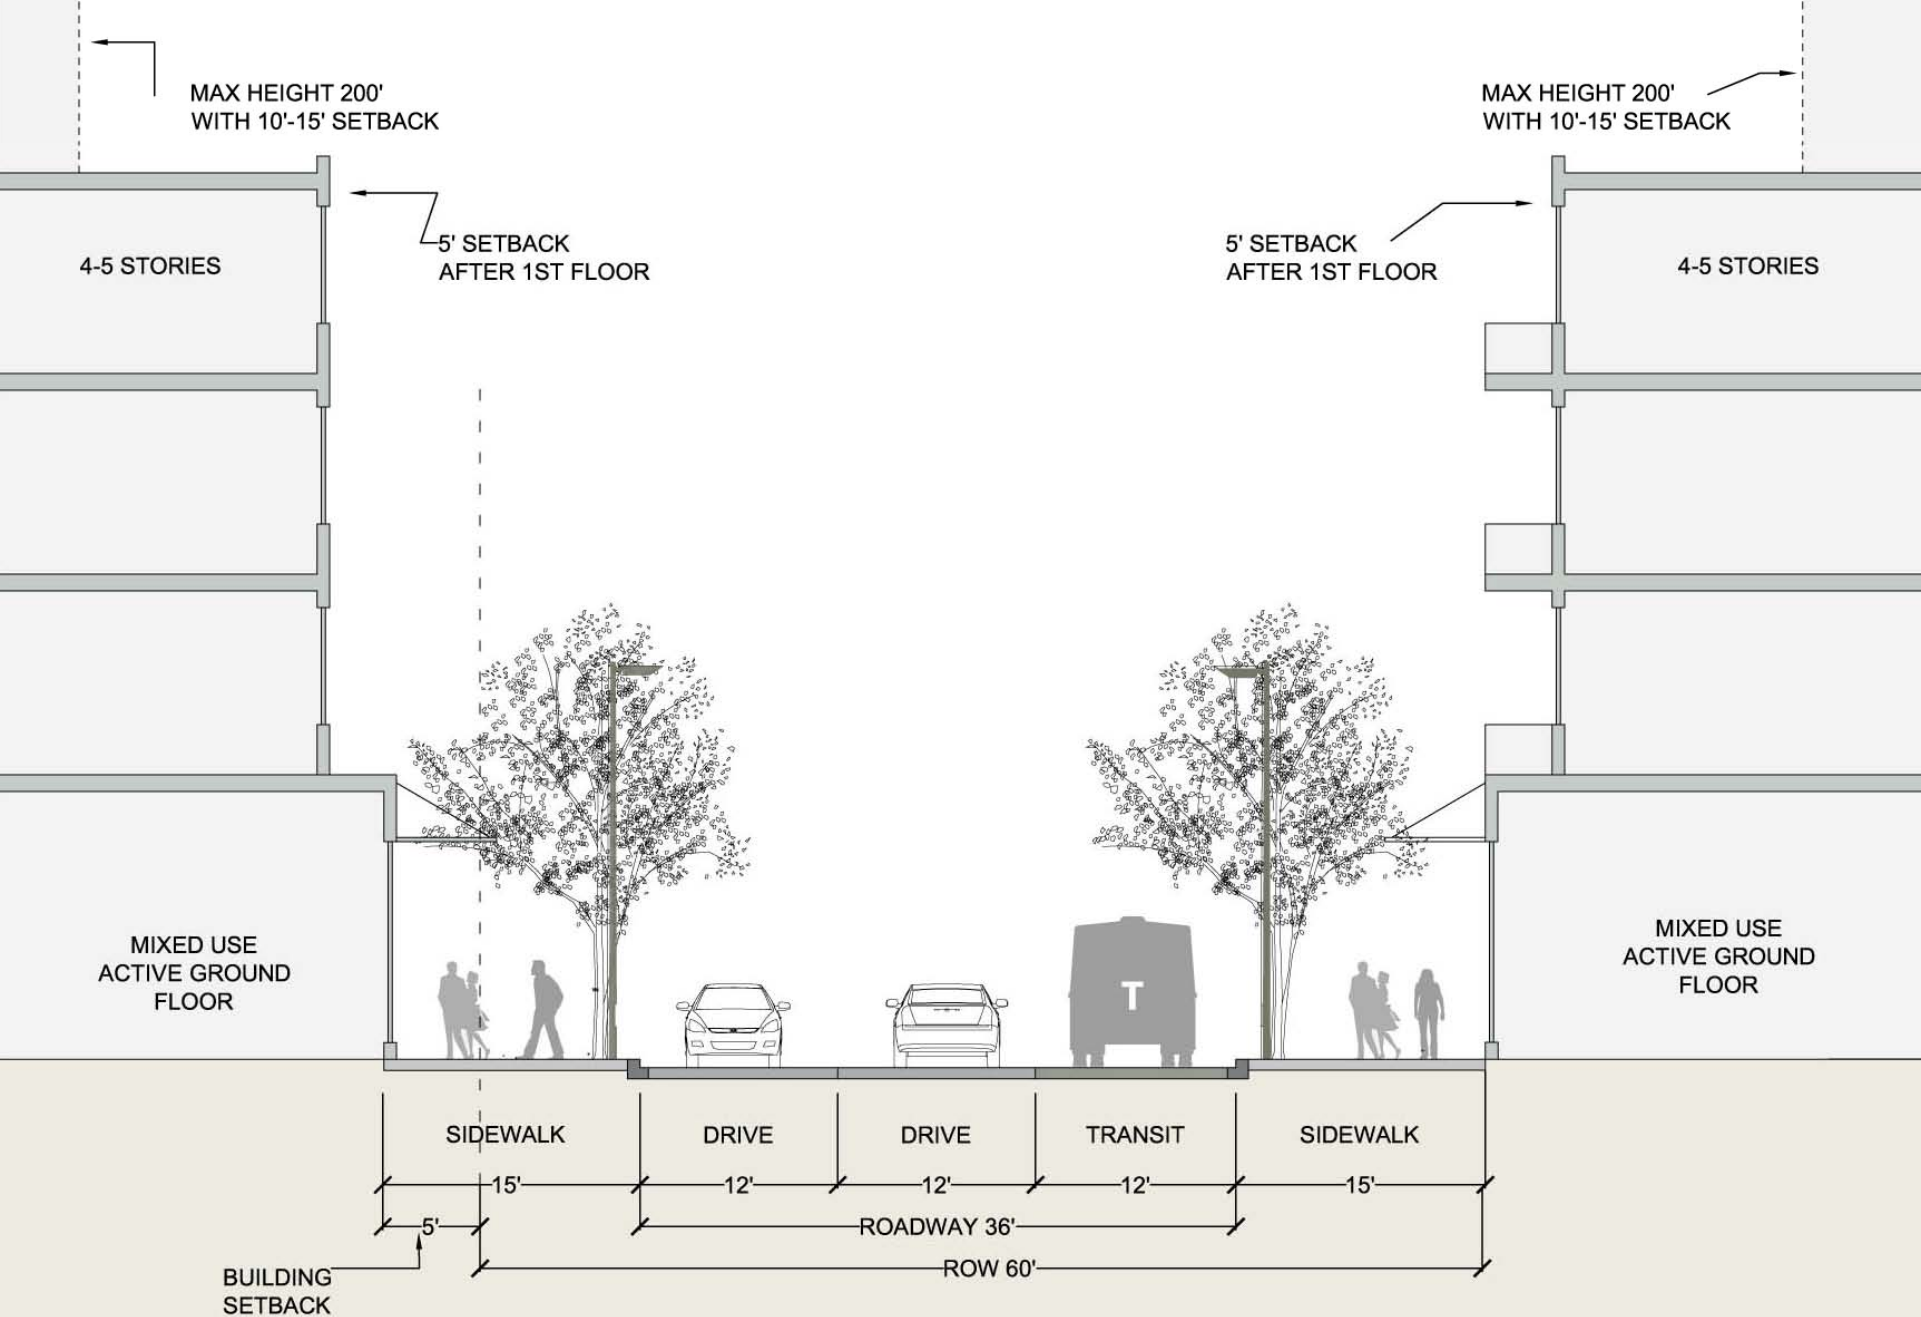 MAX HEIGHT 200'
WITH 10'-15' SETBACK
MAX HEIGHT 200'
WITH 10'-15' SETBACK
5' SETBACK
AFTER 1ST FLOOR
5' SETBACK
AFTER 1ST FLOOR
4-5 STORIES
4-5 STORIES
MIXED USE
ACTIVE GROUND
FLOOR
MIXED USE
ACTIVE GROUND
FLOOR
T
SIDEWALK
DRIVE
DRIVE
TRANSIT
SIDEWALK
15'
12'
12'
12'
15'
5'
ROADWAY 36'
ROW 60'
BUILDING
SETBACK